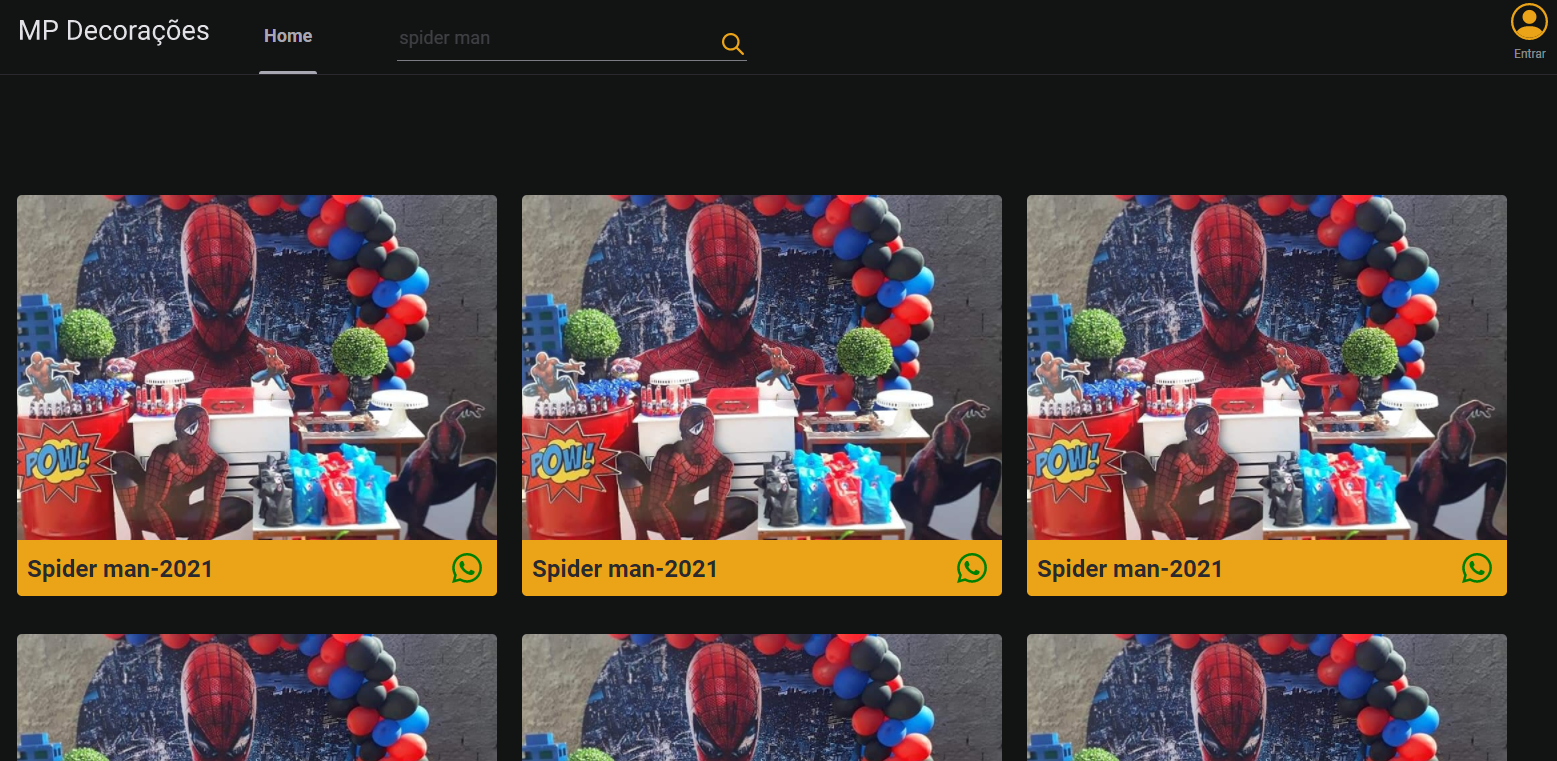 MP Decorações
Home
spider man
Entrar
POW!
POW!
POW!
Spider man-2021
Spider man-2021
Spider man-2021